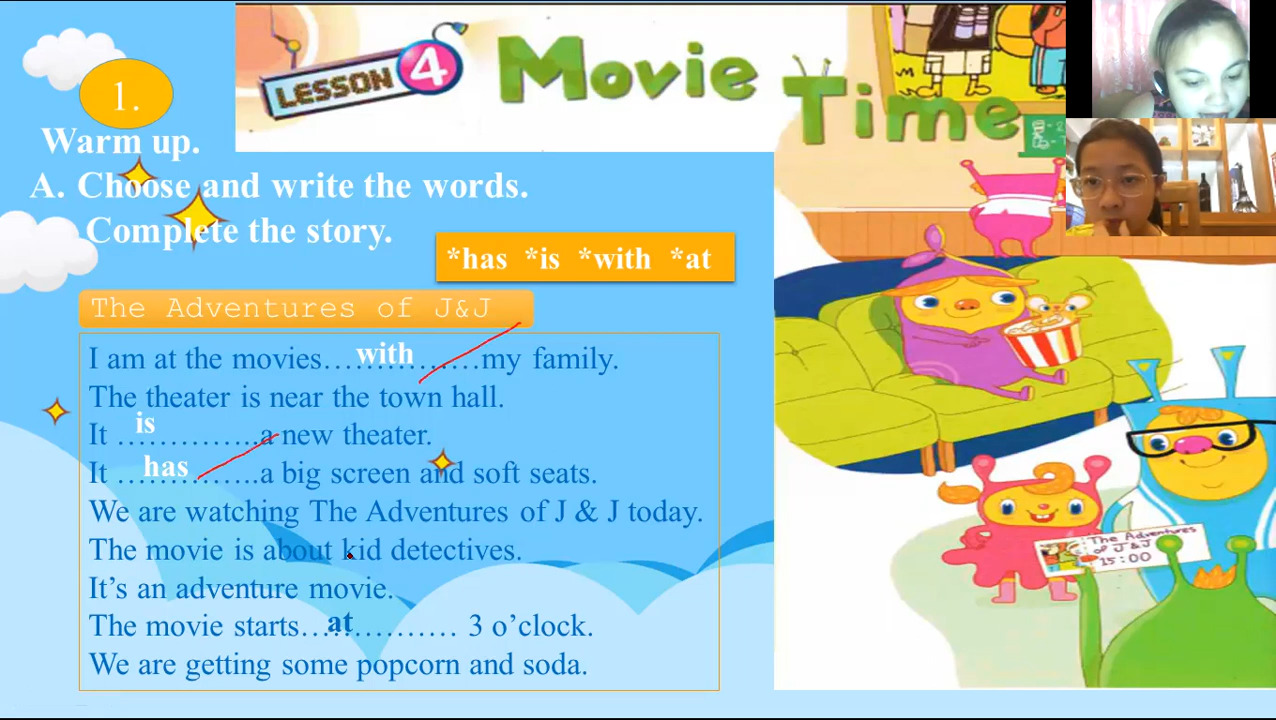 LESSON 4 Movie Time
1.
Warm up.
A. Choose and write the words.
Complete the story.
*has *is *with *at
The Adventures of J&J
I am at the movies….with……my family.
The theater is near the town hall.
It …is………..a new theater.
It …has………..a big screen and soft seats.
We are watching The Adventures of J & J today.
The movie is about kid detectives.
It’s an adventure movie.
The movie starts…at………… 3 o’clock.
We are getting some popcorn and soda.
The Adventures
of J&J
15:00